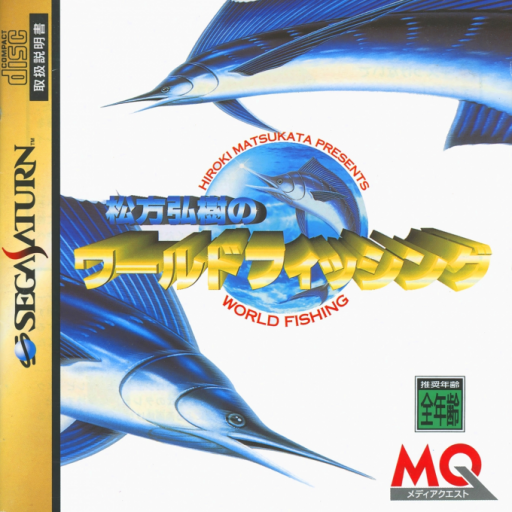 COMPACT
disc
取扱説明書
SEGA SATURN™
HIROKI MATSUKATA PRESENTS
松方弘樹の
ワールドフィッシング
WORLD FISHING
推奨年齢
全年齢
MQ
メディアクエスト